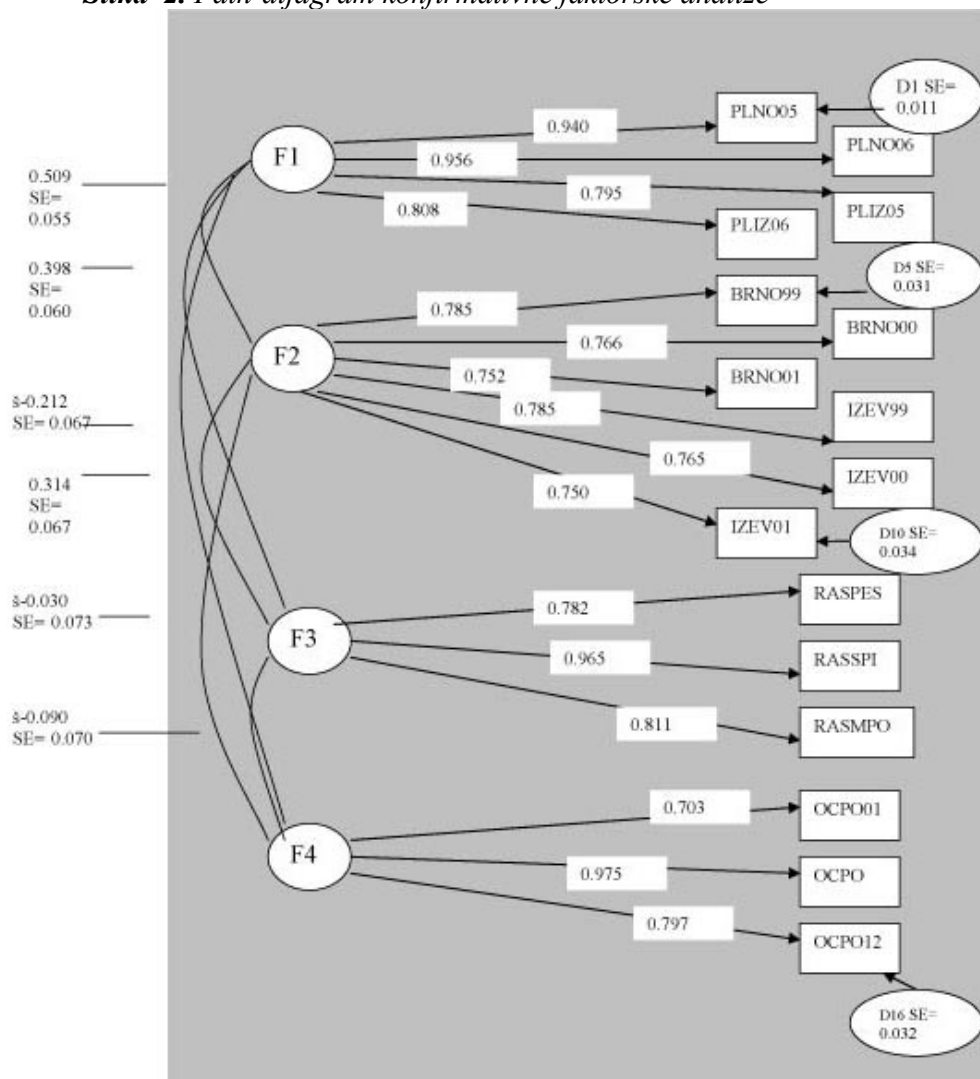 Slika 2. Path-dijagram konfirmativne faktorske analize
D1 SE=
0.011
PLNO05
0.940
PLNO06
F1
0.956
0.795
PLIZ05
0.808
PLIZ06
0.509
SE=
0.055
D5 SE=
0.031
0.398
SE=
0.060
BRNO99
0.785
BRNO00
0.766
F2
0.752
BRNO01
0.785
IZEV99
š-0.212
SE= 0.067
0.765
IZEV00
0.750
0.314
SE=
0.067
IZEV01
D10 SE=
0.034
RASPES
0.782
š-0.030
SE= 0.073
F3
0.965
RASSPI
0.811
RASMPO
š-0.090
SE= 0.070
0.703
OCPO01
F4
0.975
OCPO
0.797
OCPO12
D16 SE=
0.032